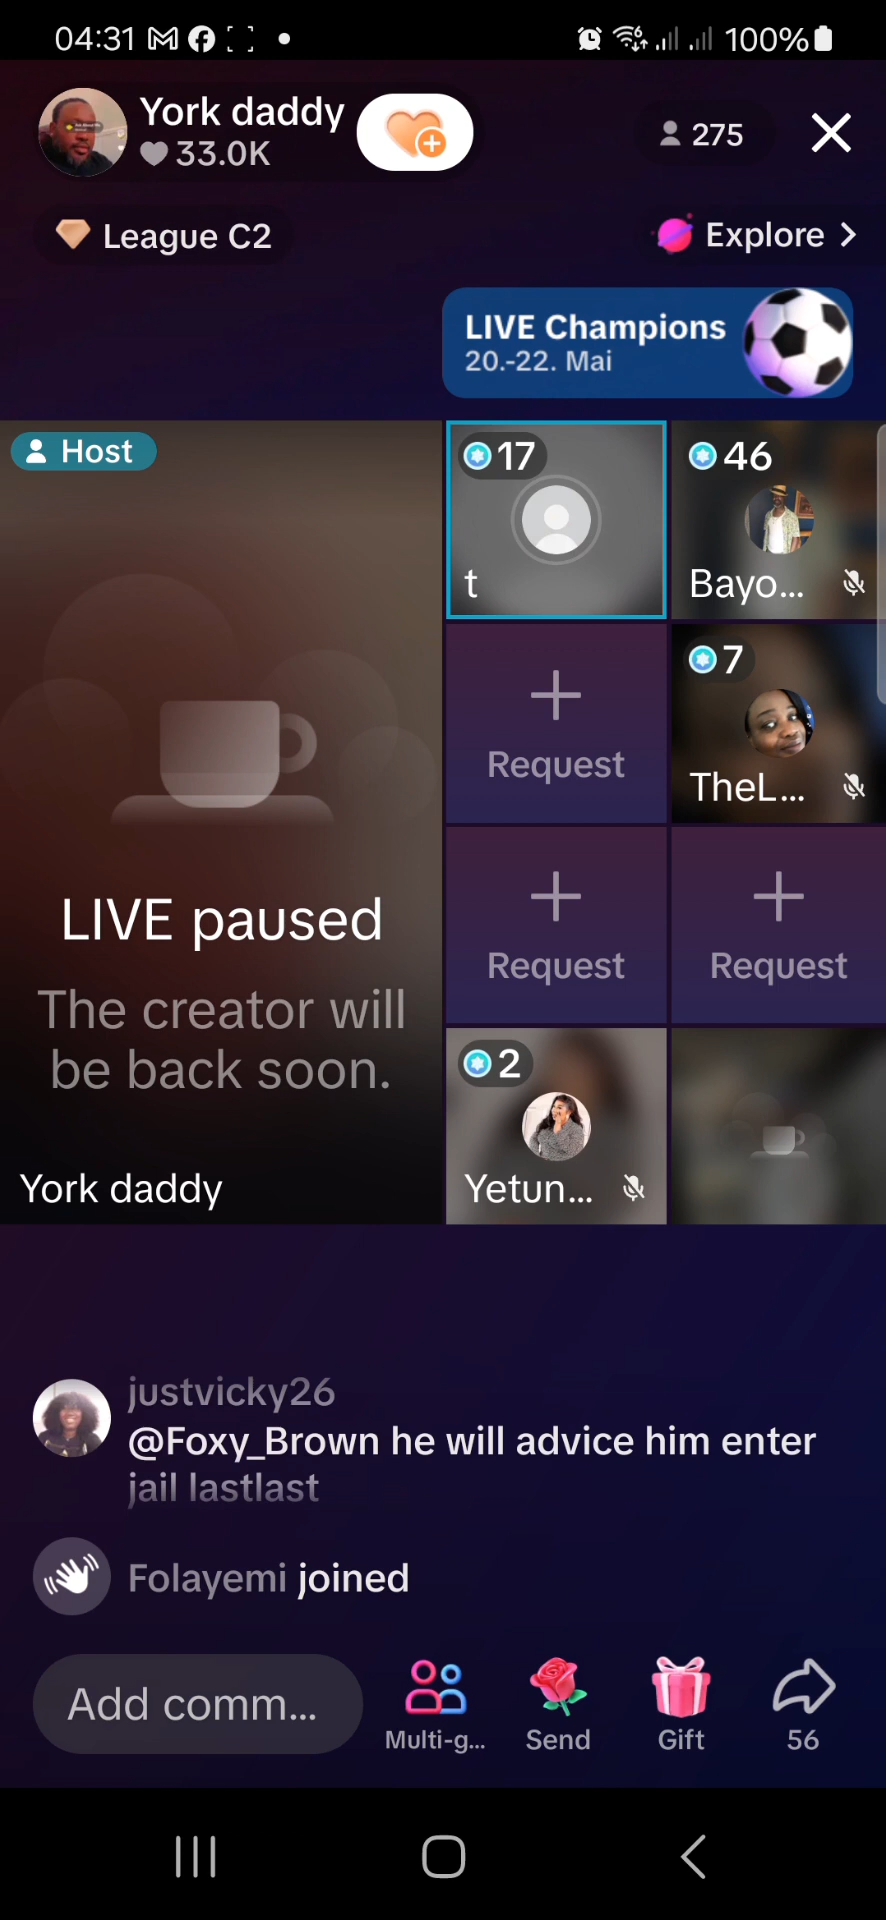 04:31
100%
York daddy
33.0K
275
League C2
Explore
LIVE Champions
20.-22. Mai
Host
17
46
t
Bayo...
7
Request
TheL...
LIVE paused
The creator will
be back soon.
Request
Request
2
York daddy
Yetun...
justvicky26
@Foxy_Brown he will advice him enter
jail lastlast
Folayemi joined
Add comm...
Multi-g...
Send
Gift
56